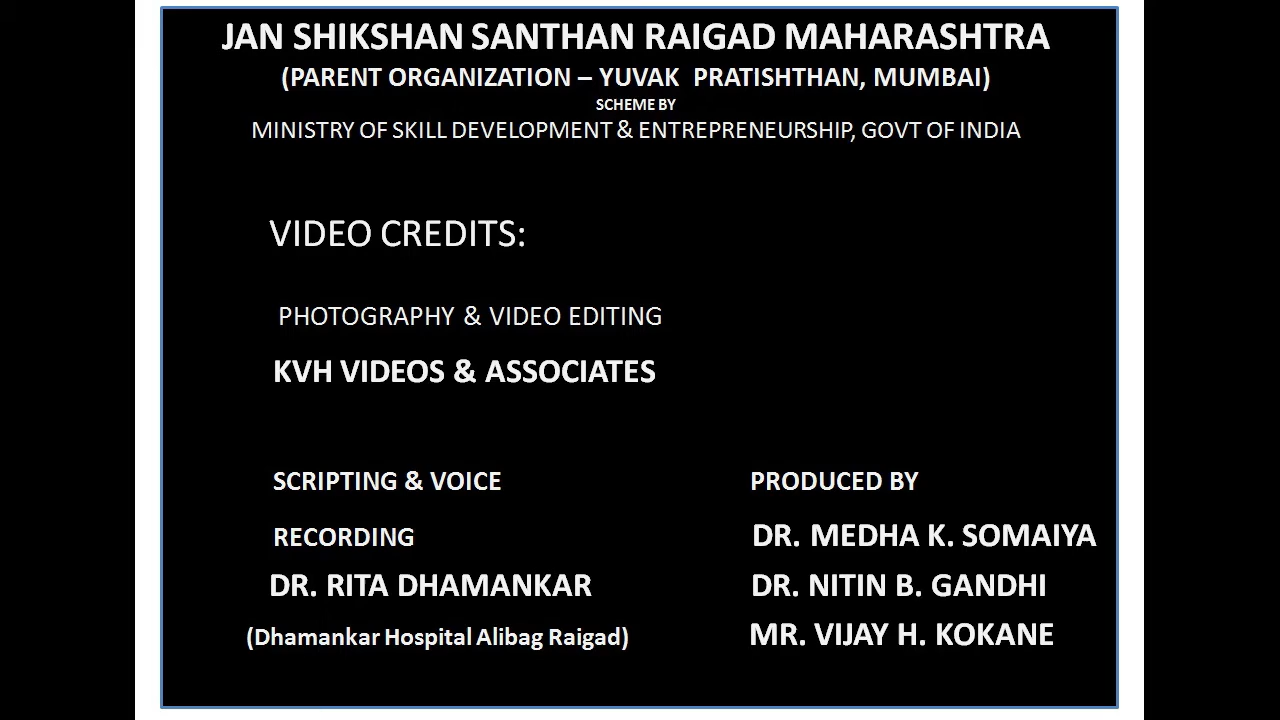 JAN SHIKSHAN SANTHAN RAIGAD MAHARASHTRA
(PARENT ORGANIZATION – YUVAK PRATISHTHAN, MUMBAI)
SCHEME BY
MINISTRY OF SKILL DEVELOPMENT & ENTREPRENEURSHIP, GOVT OF INDIA
VIDEO CREDITS:
PHOTOGRAPHY & VIDEO EDITING
KVH VIDEOS & ASSOCIATES
SCRIPTING & VOICE
RECORDING
DR. RITA DHAMANKAR
(Dhamankar Hospital Alibag Raigad)
PRODUCED BY
DR. MEDHA K. SOMAIYA
DR. NITIN B. GANDHI
MR. VIJAY H. KOKANE